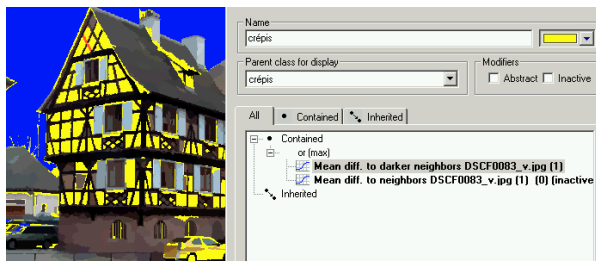 Name
crépis
Parent class for display
crépis
Modifiers
Abstract Inactive
All Contained Inherited
Contained
or (max)
Mean diff. to darker neighbors DSCF0083_v.jpg (1)
Mean diff. to neighbors DSCF0083_v.jpg (1) (0) (inactive
Inherited